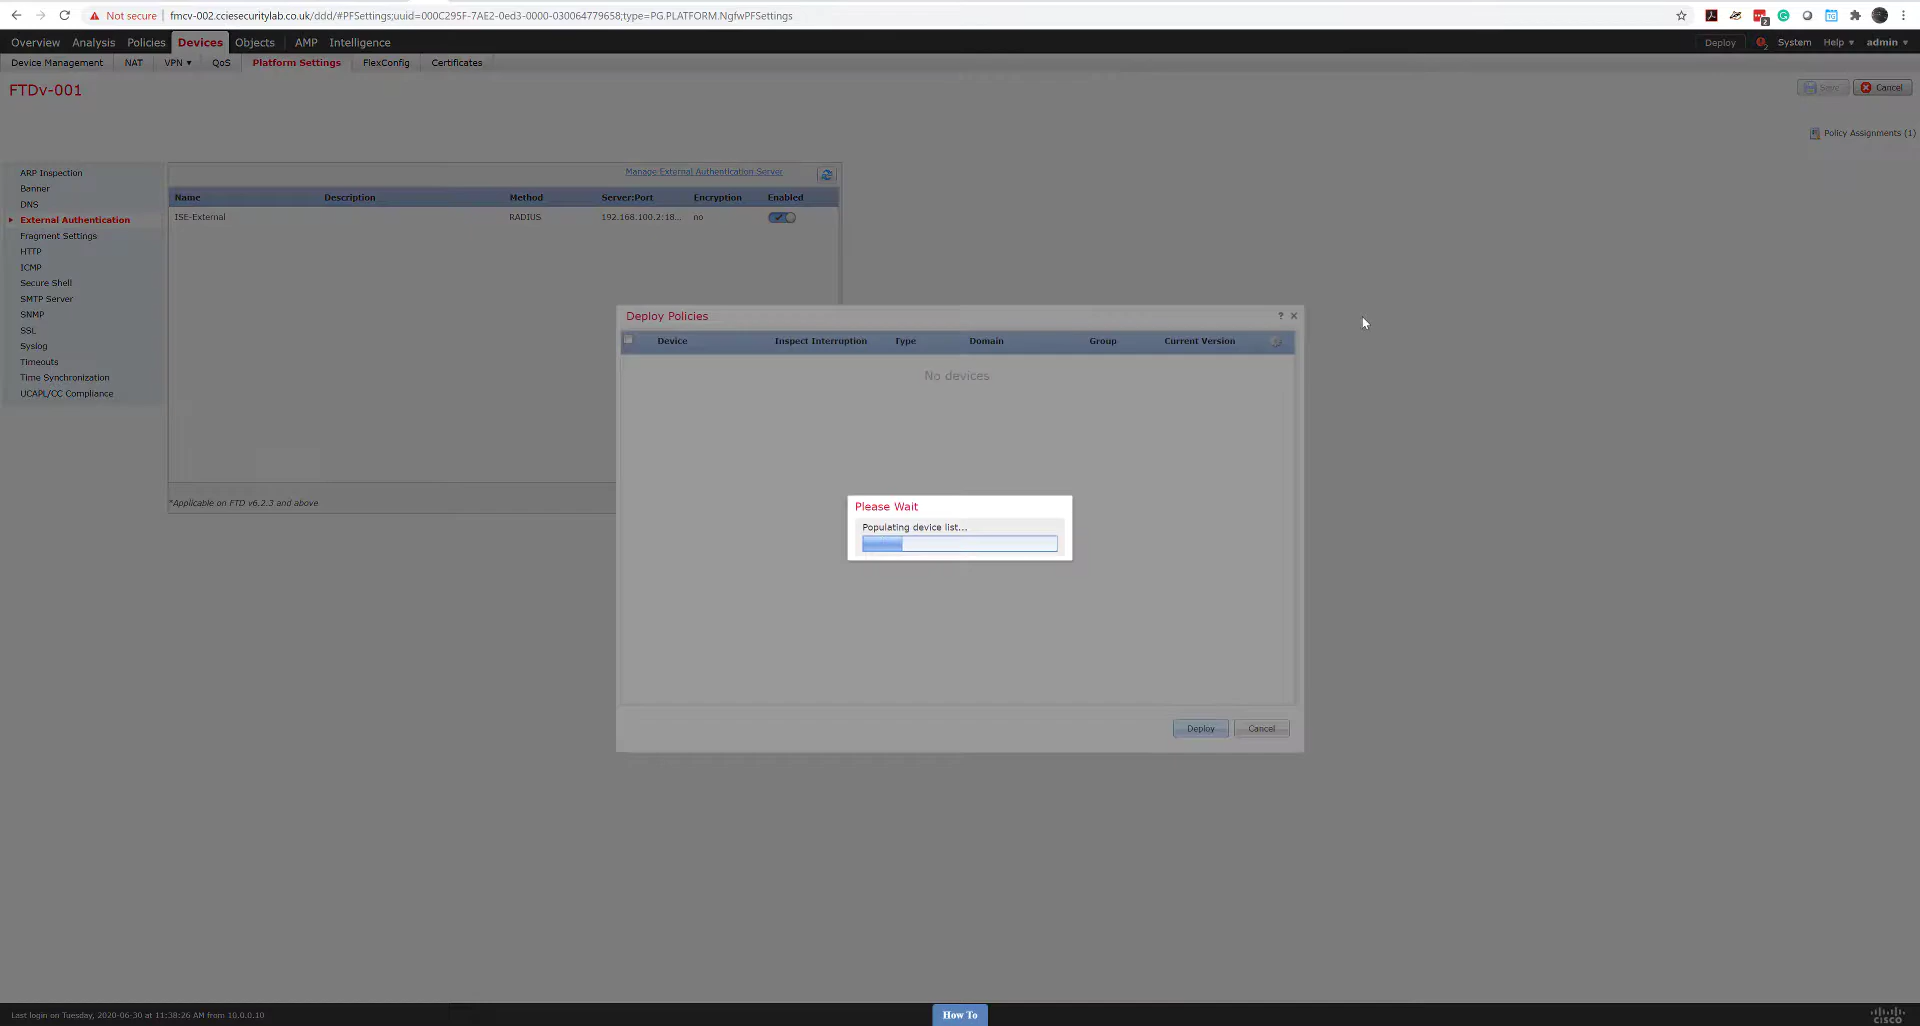 Not secure fmcv-002.cciesecuritylab.co.uk/ddd/#PFSettings;uuid=000C295F-7AE2-0ed3-0000-030064779658;type=PG.PLATFORM.NgfwPFSettings
Overview Analysis Policies Devices Objects AMP Intelligence Deploy 2 System Help admin
Device Management NAT VPN QoS Platform Settings FlexConfig Certificates
FTDv-001
Save Cancel
Policy Assignments (1)
ARP Inspection
Banner
DNS
External Authentication
Fragment Settings
HTTP
ICMP
Secure Shell
SMTP Server
SNMP
SSL
Syslog
Timeouts
Time Synchronization
UCAPL/CC Compliance
Manage External Authentication Server
Name Description Method Server:Port Encryption Enabled
ISE-External RADIUS 192.168.100.2:18... no
*Applicable on FTD v6.2.3 and above
Deploy Policies ?
Device Inspect Interruption Type Domain Group Current Version
No devices
Please Wait
Populating device list...
Deploy Cancel
Last login on Tuesday, 2020-06-30 at 11:38:26 AM from 10.0.0.10
How To
CISCO